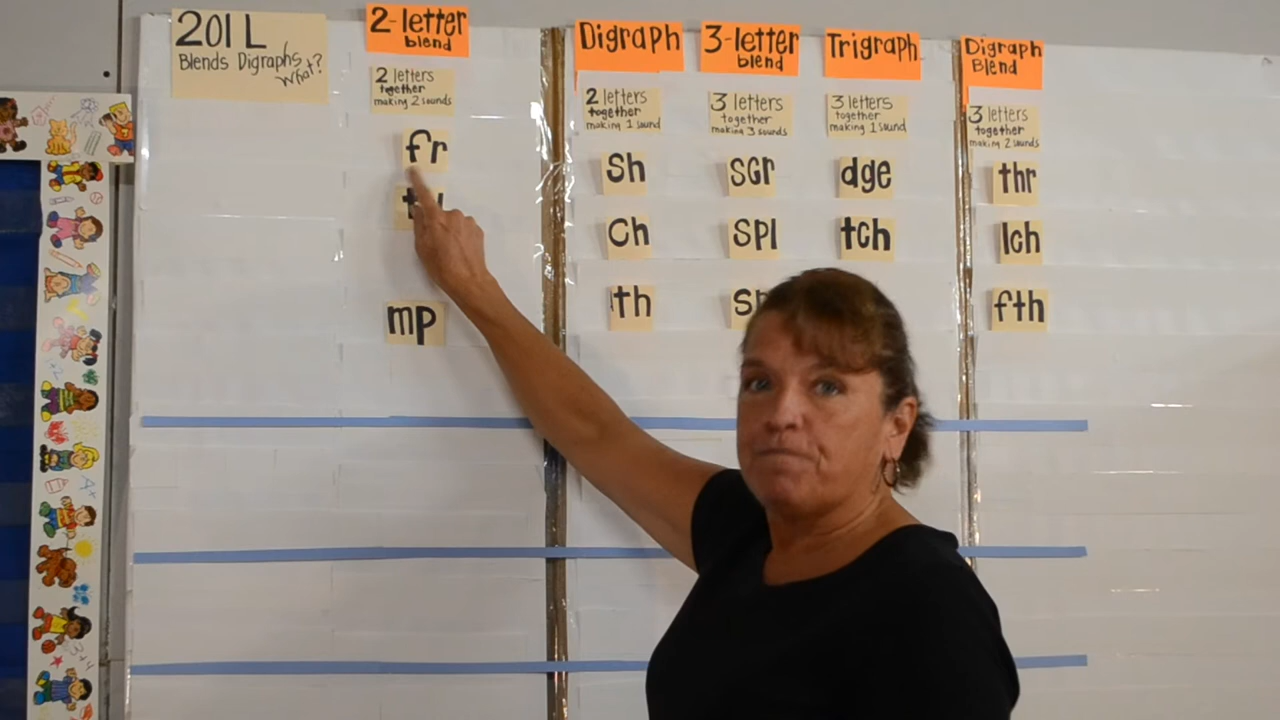 201 L
Blends Digraphs
What?
2-letter
blend
2 letters
together
making 2 sounds
fr
mp
Digraph
2 letters
together
making 1 sound
sh
ch
th
3-letter
blend
3 letters
together
making 3 sounds
scr
spl
Trigraph
3 letters
together
making 1 sound
dge
tch
Digraph
Blend
3 letters
together
making 2 sounds
thr
lch
fth